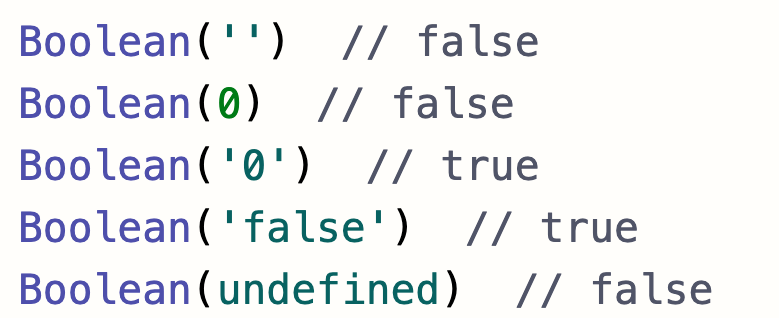 Boolean('')  // false
Boolean(0)  // false
Boolean('0')  // true
Boolean('false')  // true
Boolean(undefined)  // false